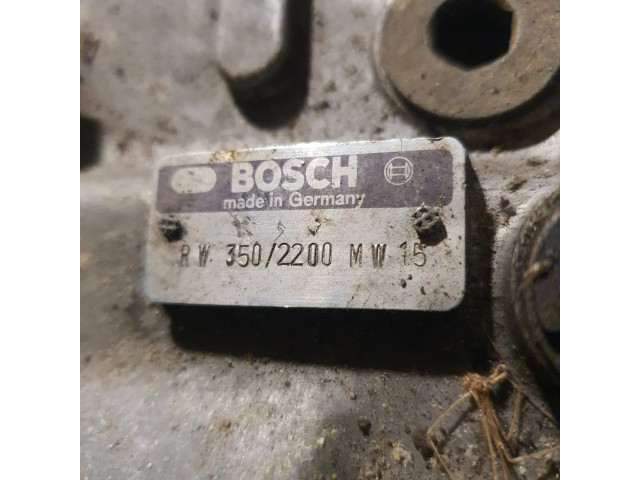 BOSCH
made in Germany
RW 350/2200 MW 15